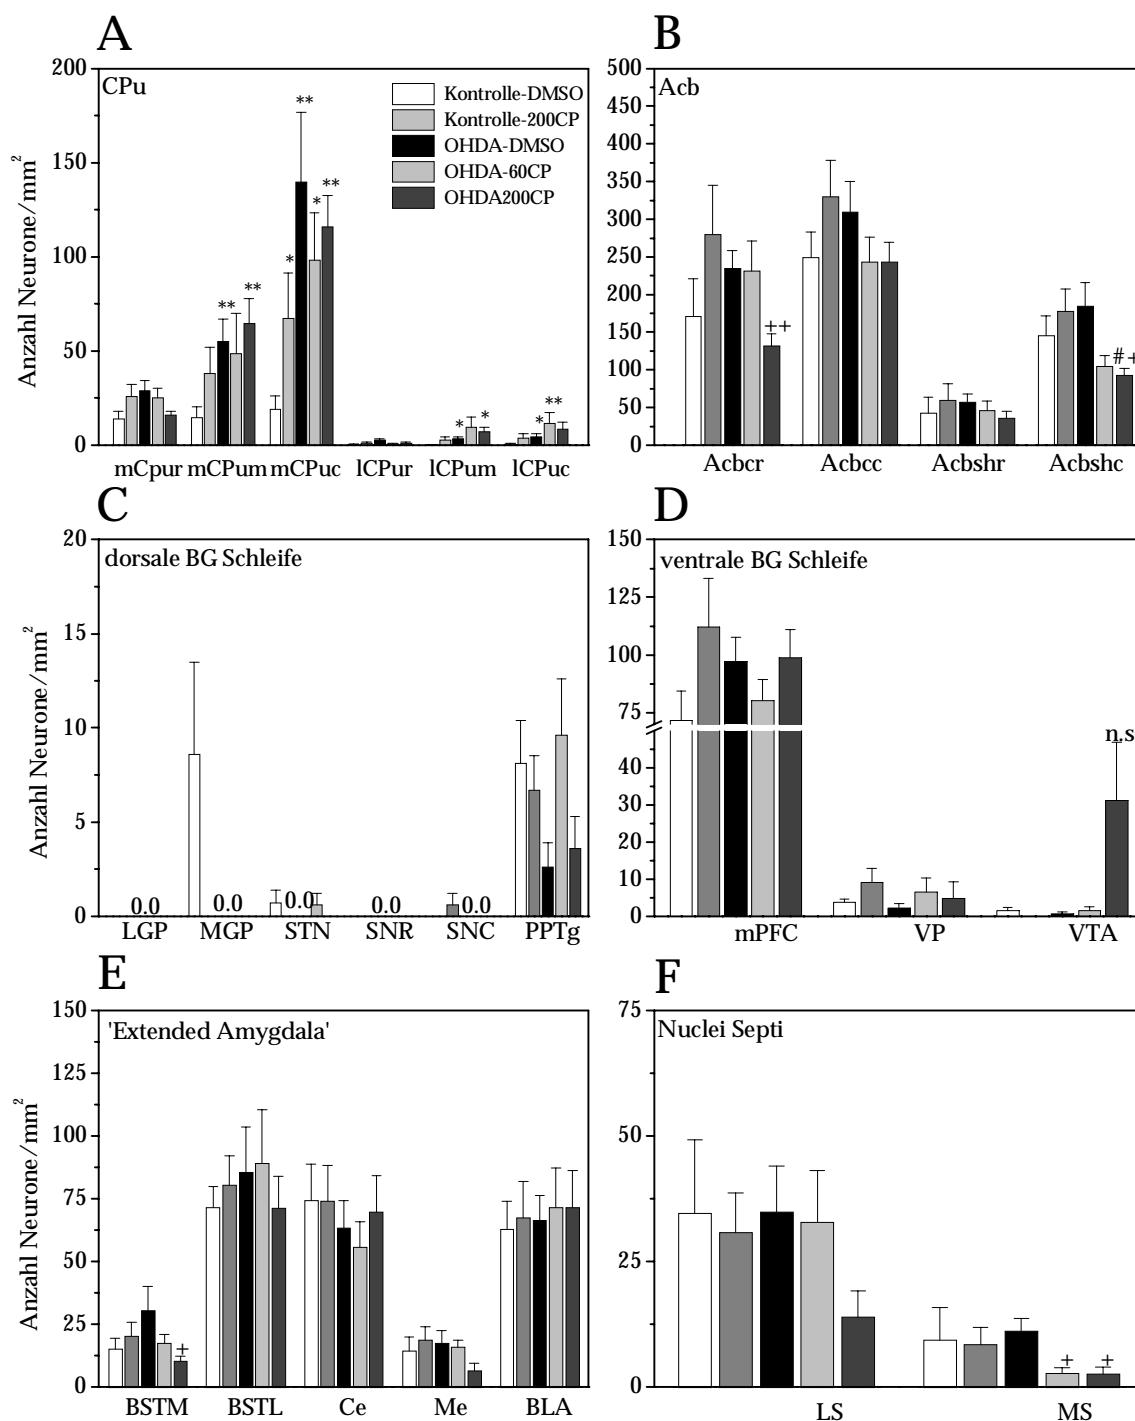 A
CPu
Anzahl Neurone/mm²
200
150
100
50
0
Kontrolle-DMSO
Kontrolle-200CP
OHDA-DMSO
OHDA-60CP
OHDA200CP
** ** * ** * ** * * * **
mCpur mCPum mCPuc lCPur lCPum lCPuc
B
Acb
500
450
400
350
300
250
200
150
100
50
0
++ #+
Acbcr Acbcc Acbshr Acbshc
C
dorsale BG Schleife
Anzahl Neurone/mm²
20
15
10
5
0
0.0 0.0 0.0 0.0 0.0
LGP MGP STN SNR SNC PPTg
D
ventrale BG Schleife
150
125
100
75
40
30
20
10
0
n.s
mPFC VP VTA
E
'Extended Amygdala'
Anzahl Neurone/mm²
150
125
100
75
50
25
0
+
BSTM BSTL Ce Me BLA
F
Nuclei Septi
75
50
25
0
+ +
LS MS